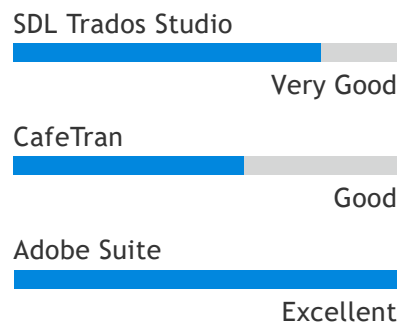 SDL Trados Studio
Very Good
CafeTran
Good
Adobe Suite
Excellent